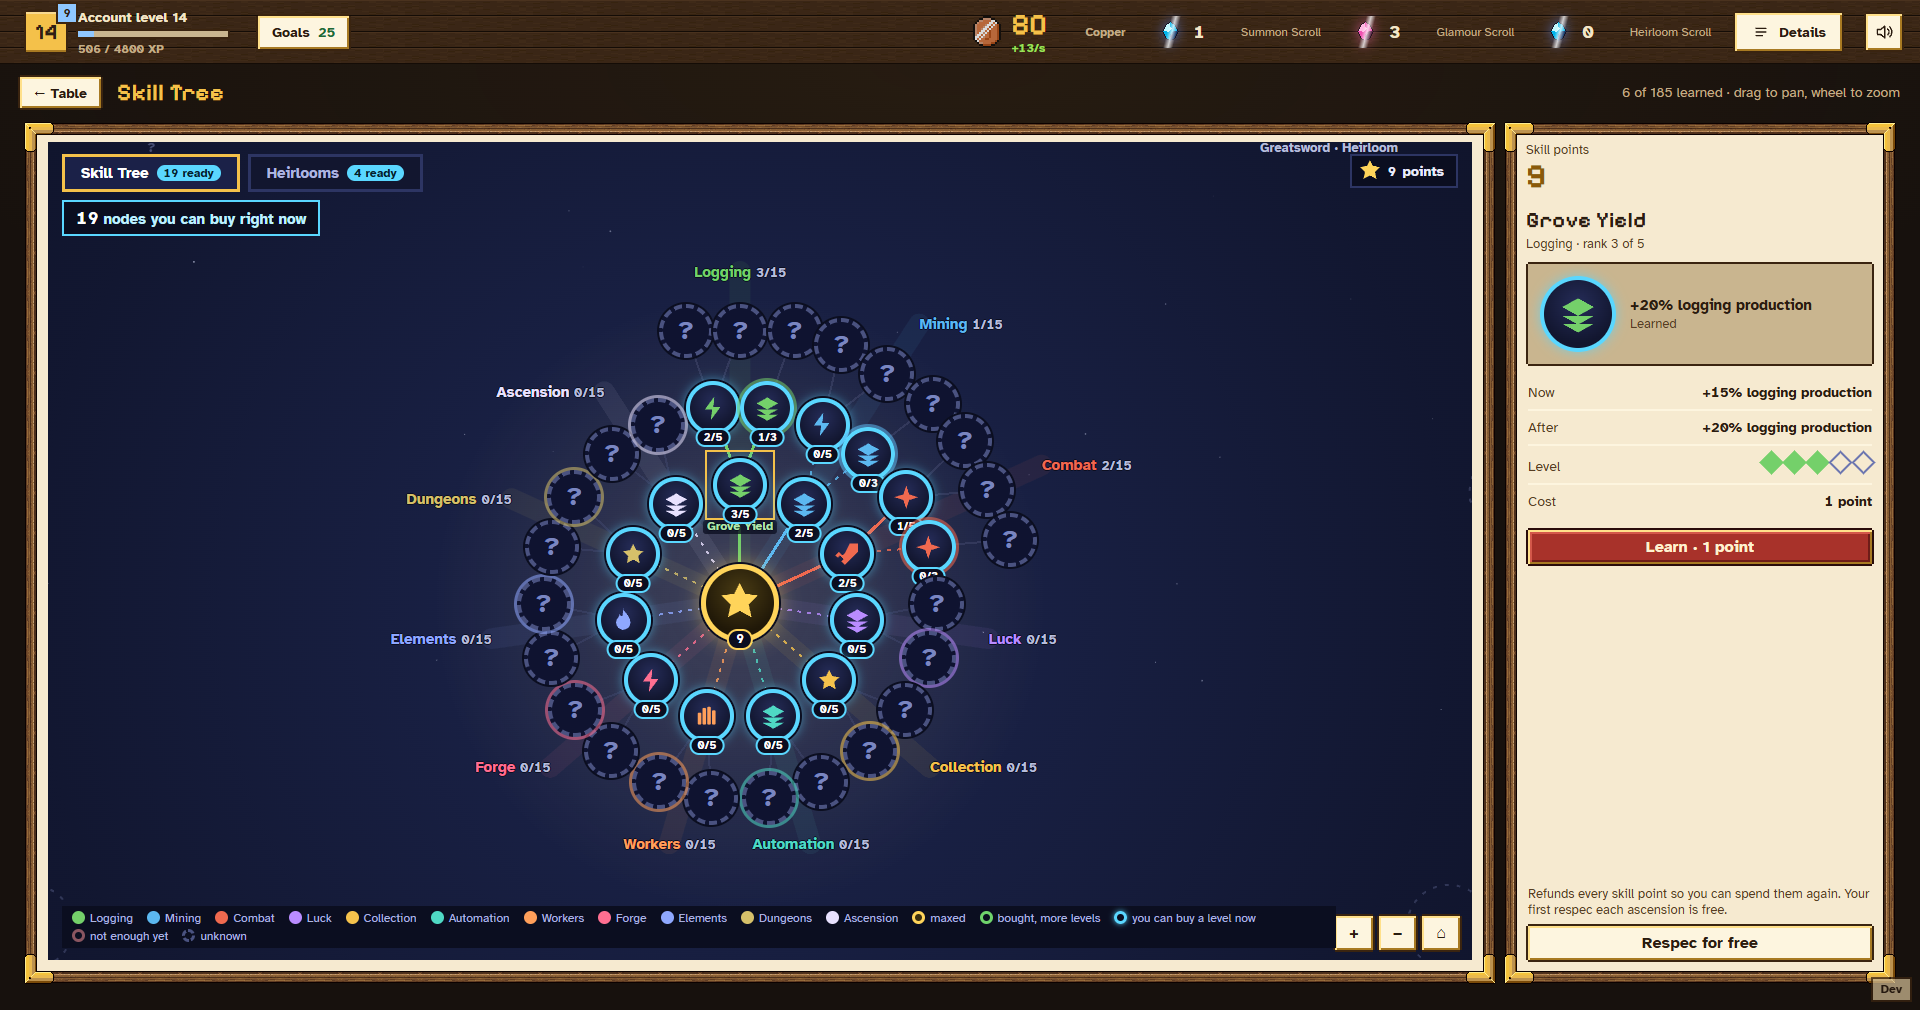 14
9
Account level 14
506 / 4800 XP
Goals 25
80
+13/s
Copper
1
Summon Scroll
3
Glamour Scroll
0
Heirloom Scroll
Details
← Table
Skill Tree
6 of 185 learned · drag to pan, wheel to zoom
?
Skill Tree 19 ready
Heirlooms 4 ready
Greatsword · Heirloom
9 points
19 nodes you can buy right now
Logging 3/15
Mining 1/15
Ascension 0/15
Combat 2/15
Dungeons 0/15
Elements 0/15
Luck 0/15
Forge 0/15
Collection 0/15
Workers 0/15
Automation 0/15
? ? ? ? ? ? ? ? ? ?
? ? ? ? ? ? ? ? ? ?
? ? ? ? ? ?
2/5
1/3
0/5
0/3
3/5
Grove Yield
0/5
2/5
0/5
2/5
0/5
0/5
9
0/5
0/5
0/5
0/5
Logging
Mining
Combat
Luck
Collection
Automation
Workers
Forge
Elements
Dungeons
Ascension
maxed
bought, more levels
you can buy a level now
not enough yet
unknown
+
−
⌂
Skill points
9
Grove Yield
Logging · rank 3 of 5
+20% logging production
Learned
Now +15% logging production
After +20% logging production
Level
Cost 1 point
Learn · 1 point
Refunds every skill point so you can spend them again. Your
first respec each ascension is free.
Respec for free
Dev